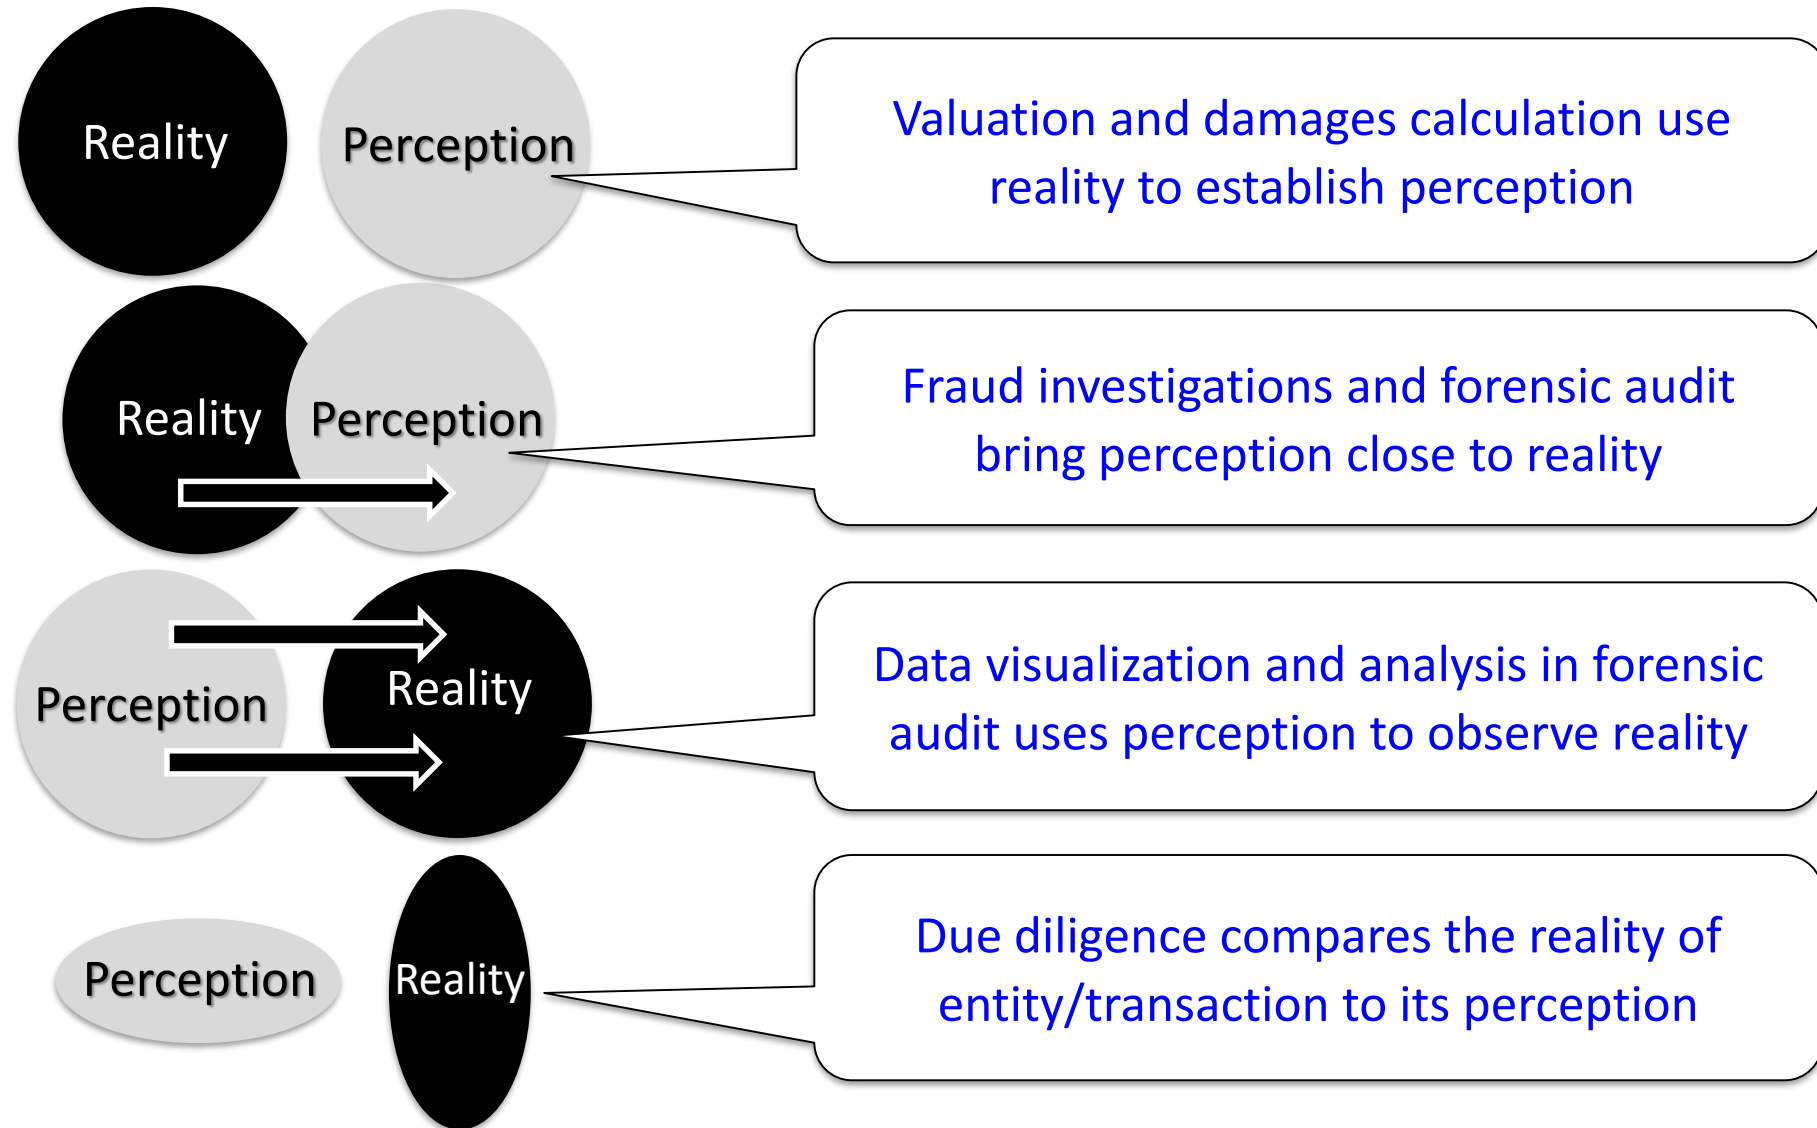 Reality
Perception
Valuation and damages calculation use
reality to establish perception
Reality
Perception
Fraud investigations and forensic audit
bring perception close to reality
Perception
Reality
Data visualization and analysis in forensic
audit uses perception to observe reality
Perception
Reality
Due diligence compares the reality of
entity/transaction to its perception